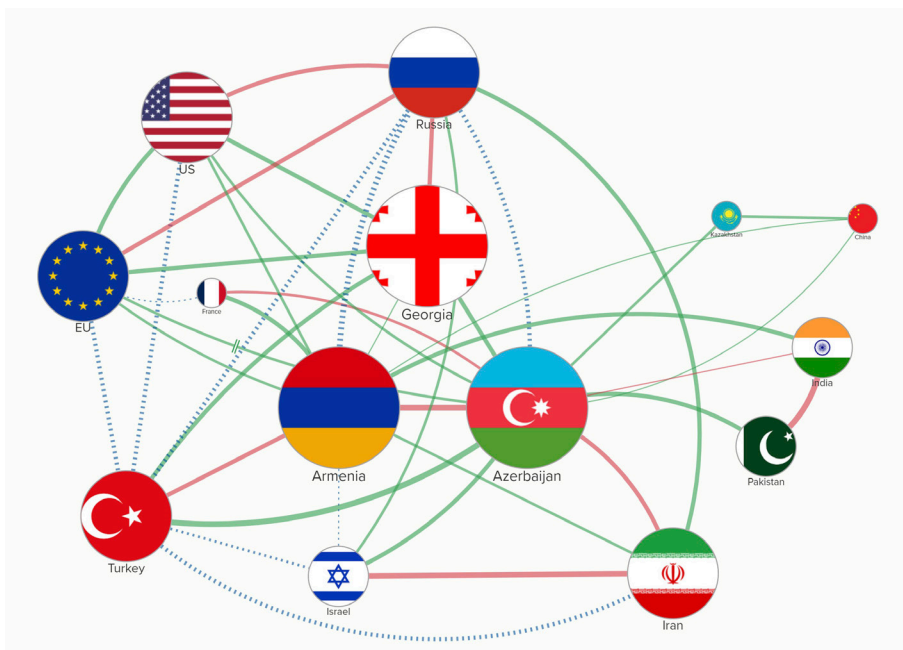 Russia
US
Kazakhstan
China
France
Georgia
EU
India
Armenia
Azerbaijan
Pakistan
Turkey
Israel
Iran